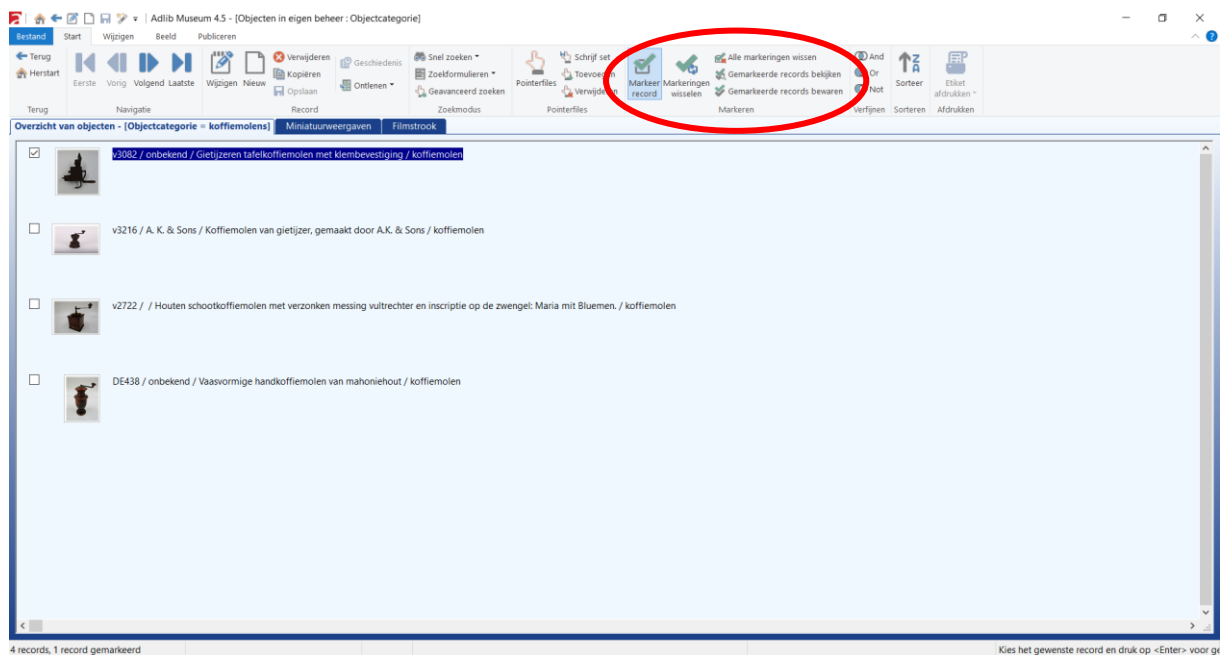 Adlib Museum 4.5 - [Objecten in eigen beheer : Objectcategorie]
Bestand Start Wijzigen Beeld Publiceren
Terug
Herstart
Eerste Vorig Volgend Laatste
Wijzigen Nieuw
Verwijderen
Kopiëren
Opslaan
Geschiedenis
Ontlenen
Snel zoeken
Zoekformulieren
Geavanceerd zoeken
Pointerfiles
Schrijf set
Toevoegen
Verwijderen
Markeer record
Markeringen wisselen
Alle markeringen wissen
Gemarkeerde records bekijken
Gemarkeerde records bewaren
And
Or
Not
Sorteer
Etiket afdrukken
Terug Navigatie Record Zoekmodus Pointerfiles Markeren Verfijnen Sorteren Afdrukken
Overzicht van objecten - [Objectcategorie = koffiemolens] Miniatuurweergaven Filmstrook
v3082 / onbekend / Gietijzeren tafelkoffiemolen met klembevestiging / koffiemolen
v3216 / A. K. & Sons / Koffiemolen van gietijzer, gemaakt door A.K. & Sons / koffiemolen
v2722 / / Houten schootkoffiemolen met verzonken messing vultrechter en inscriptie op de zwengel: Maria mit Bluemen. / koffiemolen
DE438 / onbekend / Vaasvormige handkoffiemolen van mahoniehout / koffiemolen
4 records, 1 record gemarkeerd
Kies het gewenste record en druk op <Enter> voor ge